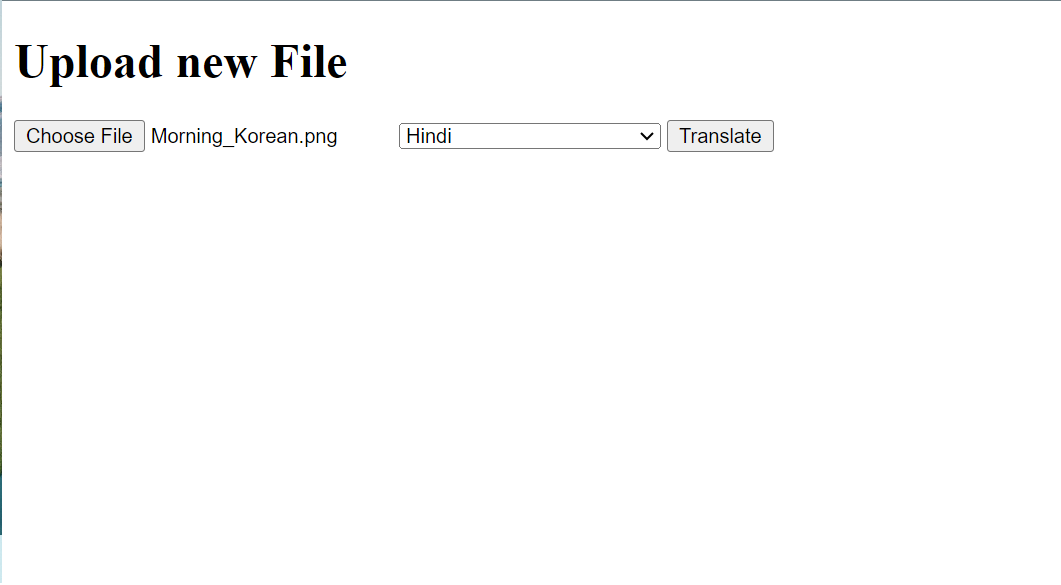 Upload new File
Choose File Morning_Korean.png Hindi Translate